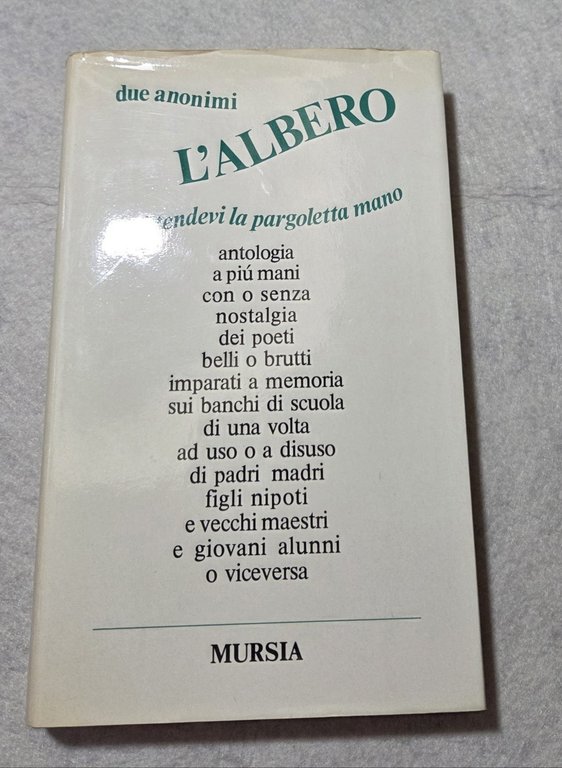 due anonimi
L'ALBERO
tendevi la pargoletta mano
antologia
a piú mani
con o senza
nostalgia
dei poeti
belli o brutti
imparati a memoria
sui banchi di scuola
di una volta
ad uso o a disuso
di padri madri
figli nipoti
e vecchi maestri
e giovani alunni
o viceversa
MURSIA